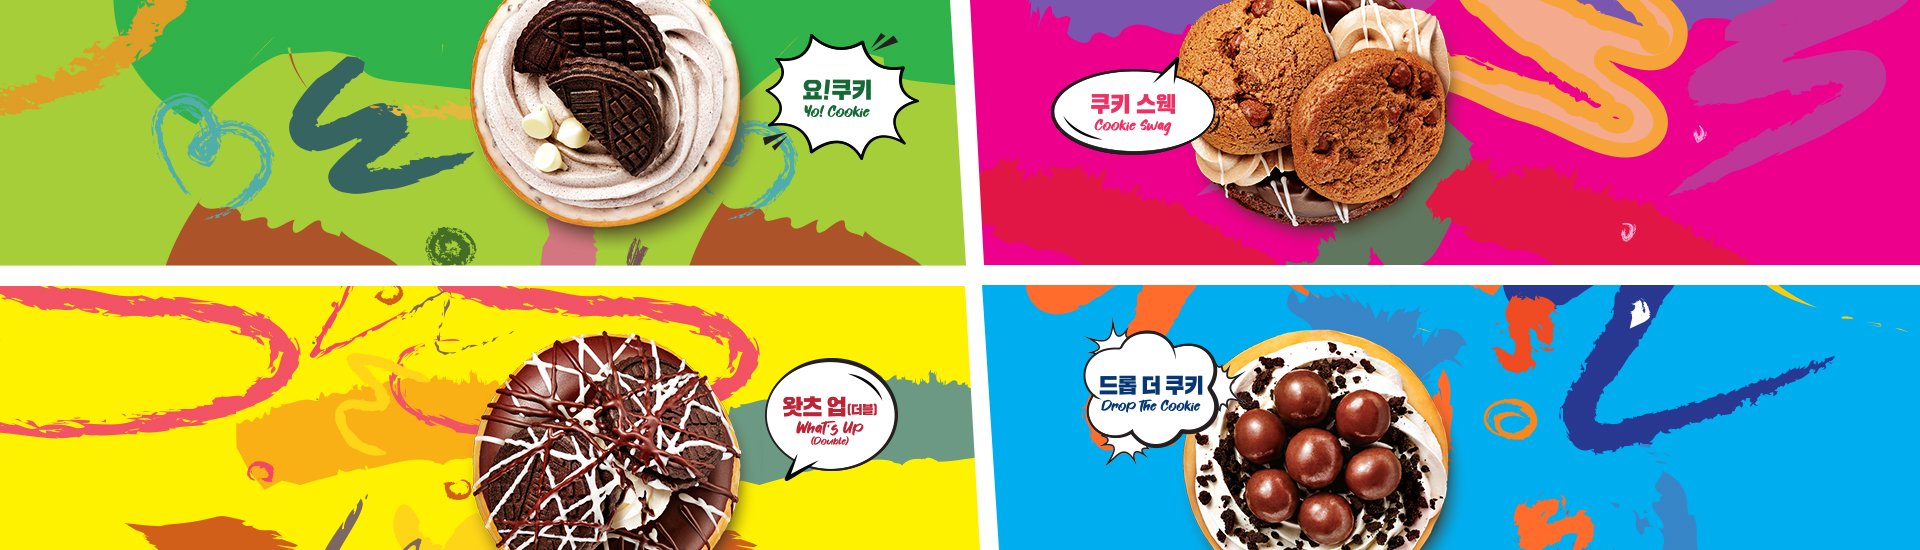 요!쿠키
Yo! Cookie
쿠키 스웩
Cookie Swag
왓츠 업(더블)
What's Up
(Double)
드롭 더 쿠키
Drop The Cookie